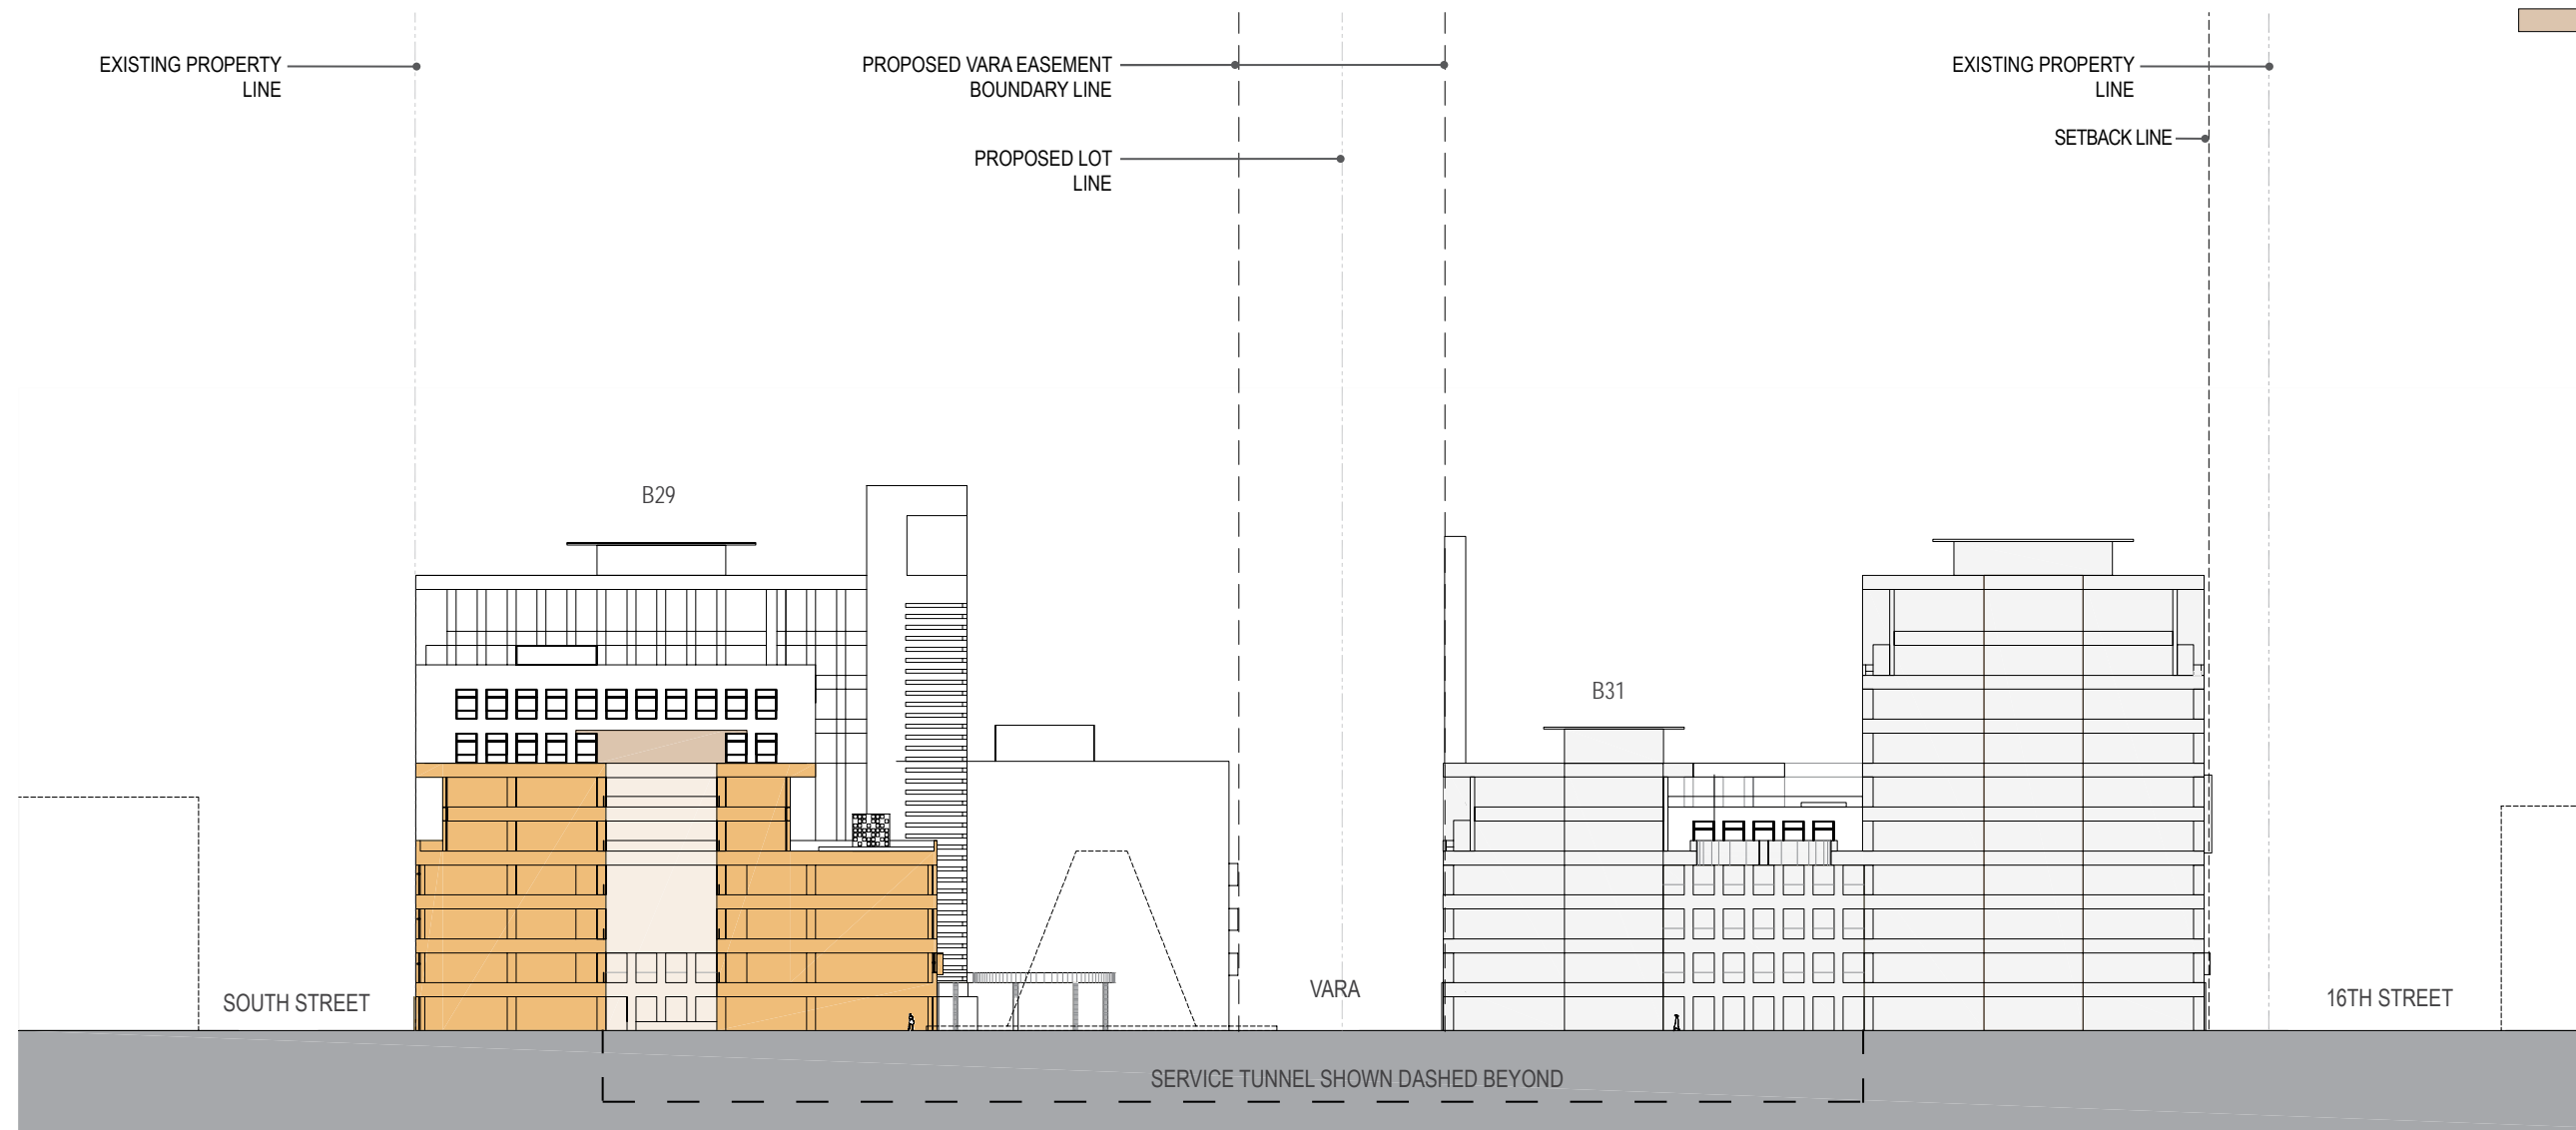 EXISTING PROPERTY
LINE
PROPOSED VARA EASEMENT
BOUNDARY LINE
EXISTING PROPERTY
LINE
SETBACK LINE
PROPOSED LOT
LINE
B29
B31
SOUTH STREET
VARA
16TH STREET
SERVICE TUNNEL SHOWN DASHED BEYOND